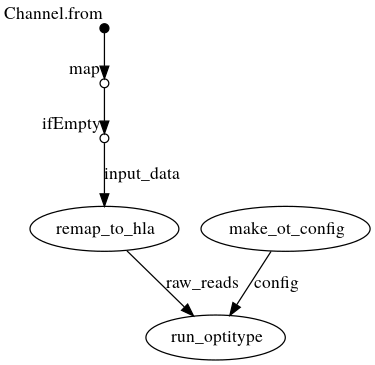 Channel.from
map
ifEmpty
input_data
remap_to_hla
make_ot_config
raw_reads
config
run_optitype